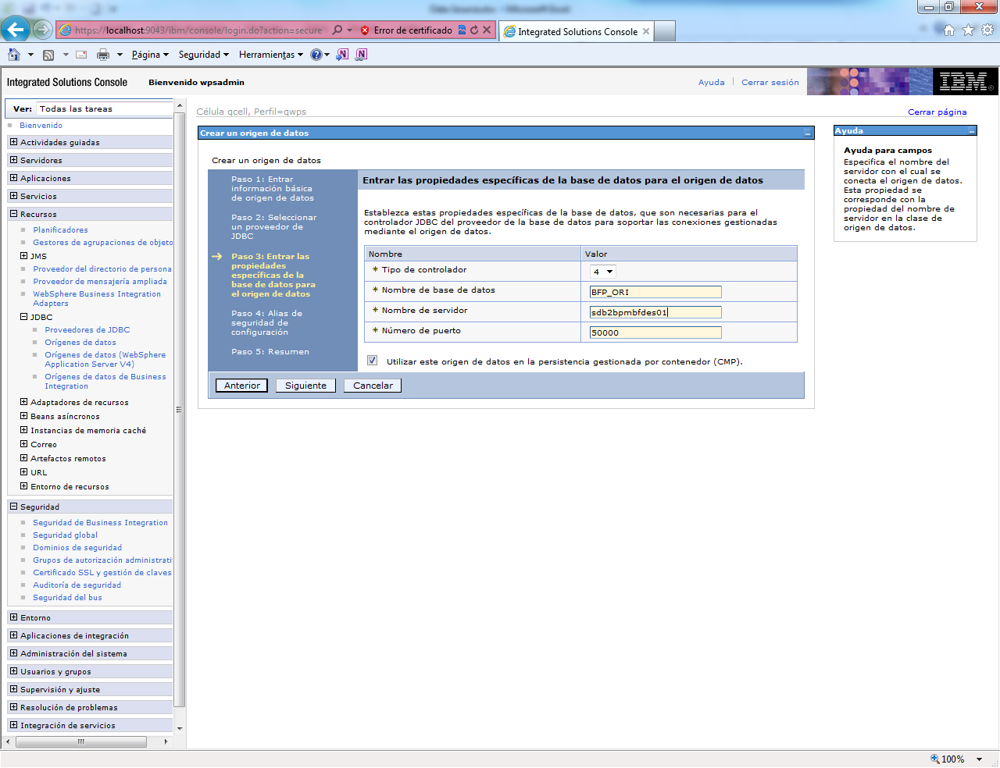 Data Sources.doc - Microsoft Excel
https://localhost:9043/ibm/console/login.do?action=secure
Error de certificado
Integrated Solutions Console
Página
Seguridad
Herramientas
Integrated Solutions Console
Bienvenido wpsadmin
Ayuda
Cerrar sesión
IBM
Ver: Todas las tareas
Bienvenido
Actividades guiadas
Servidores
Aplicaciones
Servicios
Recursos
Planificadores
Gestores de agrupaciones de objeto
JMS
Proveedor del directorio de persona
Proveedor de mensajería ampliada
WebSphere Business Integration
Adapters
JDBC
Proveedores de JDBC
Orígenes de datos
Orígenes de datos (WebSphere
Application Server V4)
Orígenes de datos de Business
Integration
Adaptadores de recursos
Beans asíncronos
Instancias de memoria caché
Correo
Artefactos remotos
URL
Entorno de recursos
Seguridad
Seguridad de Business Integration
Seguridad global
Dominios de seguridad
Grupos de autorización administrati
Certificado SSL y gestión de claves
Auditoría de seguridad
Seguridad del bus
Entorno
Aplicaciones de integración
Administración del sistema
Usuarios y grupos
Supervisión y ajuste
Resolución de problemas
Integración de servicios
Célula qcell, Perfil=qwps
Cerrar página
Crear un origen de datos
Crear un origen de datos
Paso 1: Entrar
información básica
de origen de datos
Paso 2: Seleccionar
un proveedor de
JDBC
Paso 3: Entrar las
propiedades
específicas de la
base de datos para
el origen de datos
Paso 4: Alias de
seguridad de
configuración
Paso 5: Resumen
Entrar las propiedades específicas de la base de datos para el origen de datos
Establezca estas propiedades específicas de la base de datos, que son necesarias para el
controlador JDBC del proveedor de la base de datos para soportar las conexiones gestionadas
mediante el origen de datos.
Nombre Valor
* Tipo de controlador 4
* Nombre de base de datos BFP_ORI
* Nombre de servidor sdb2bpmbfdes01
* Número de puerto 50000
Utilizar este origen de datos en la persistencia gestionada por contenedor (CMP).
Anterior Siguiente Cancelar
Ayuda
Ayuda para campos
Especifica el nombre del
servidor con el cual se
conecta el origen de datos.
Esta propiedad se
corresponde con la
propiedad del nombre de
servidor en la clase de
origen de datos.
100%